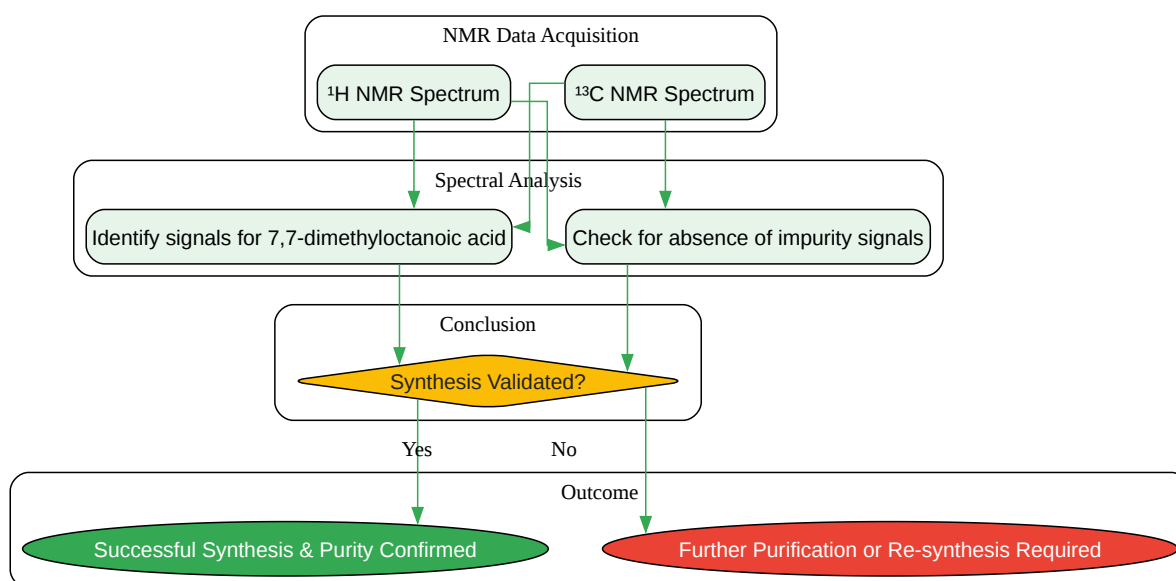 NMR Data Acquisition
¹H NMR Spectrum
¹³C NMR Spectrum
Spectral Analysis
Identify signals for 7,7-dimethyloctanoic acid
Check for absence of impurity signals
Conclusion
Synthesis Validated?
Yes
No
Outcome
Successful Synthesis & Purity Confirmed
Further Purification or Re-synthesis Required